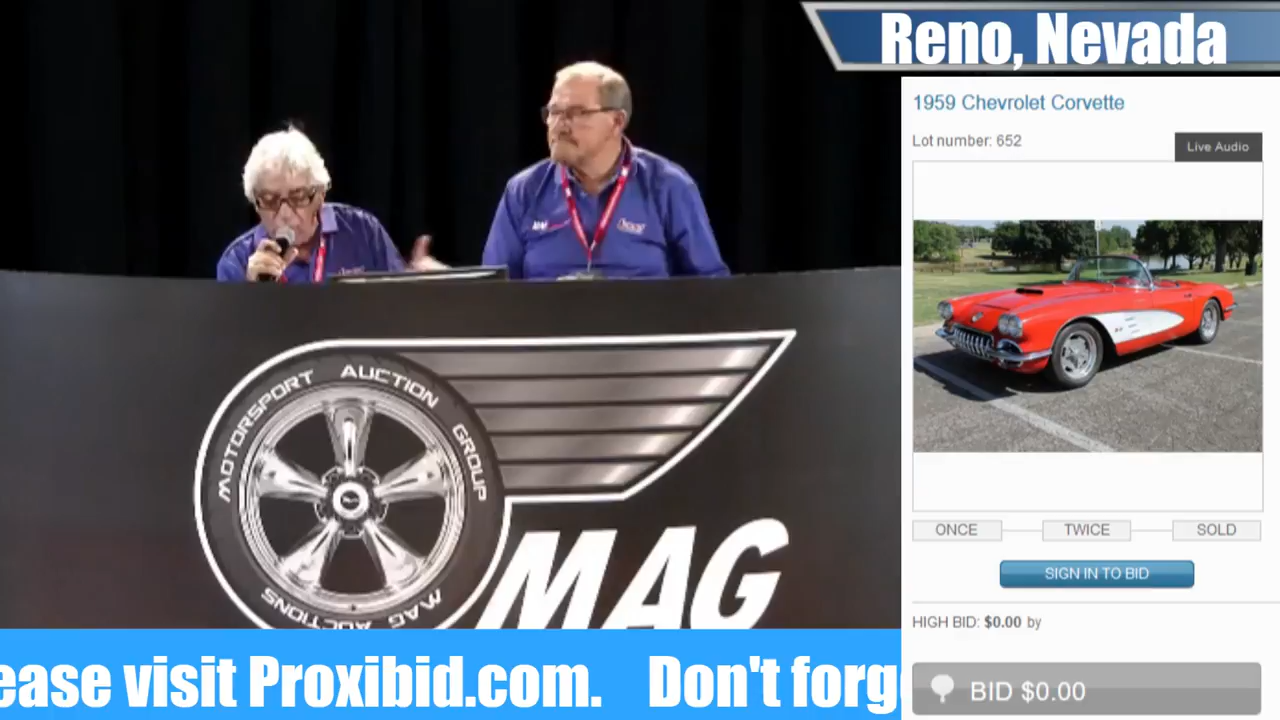 Reno, Nevada
1959 Chevrolet Corvette
Lot number: 652
Live Audio
MOTORSPORT AUCTION GROUP
MAG AUCTIONS
MAG
ONCE
TWICE
SOLD
SIGN IN TO BID
HIGH BID: $0.00 by
BID $0.00
ease visit Proxibid.com. Don't forg